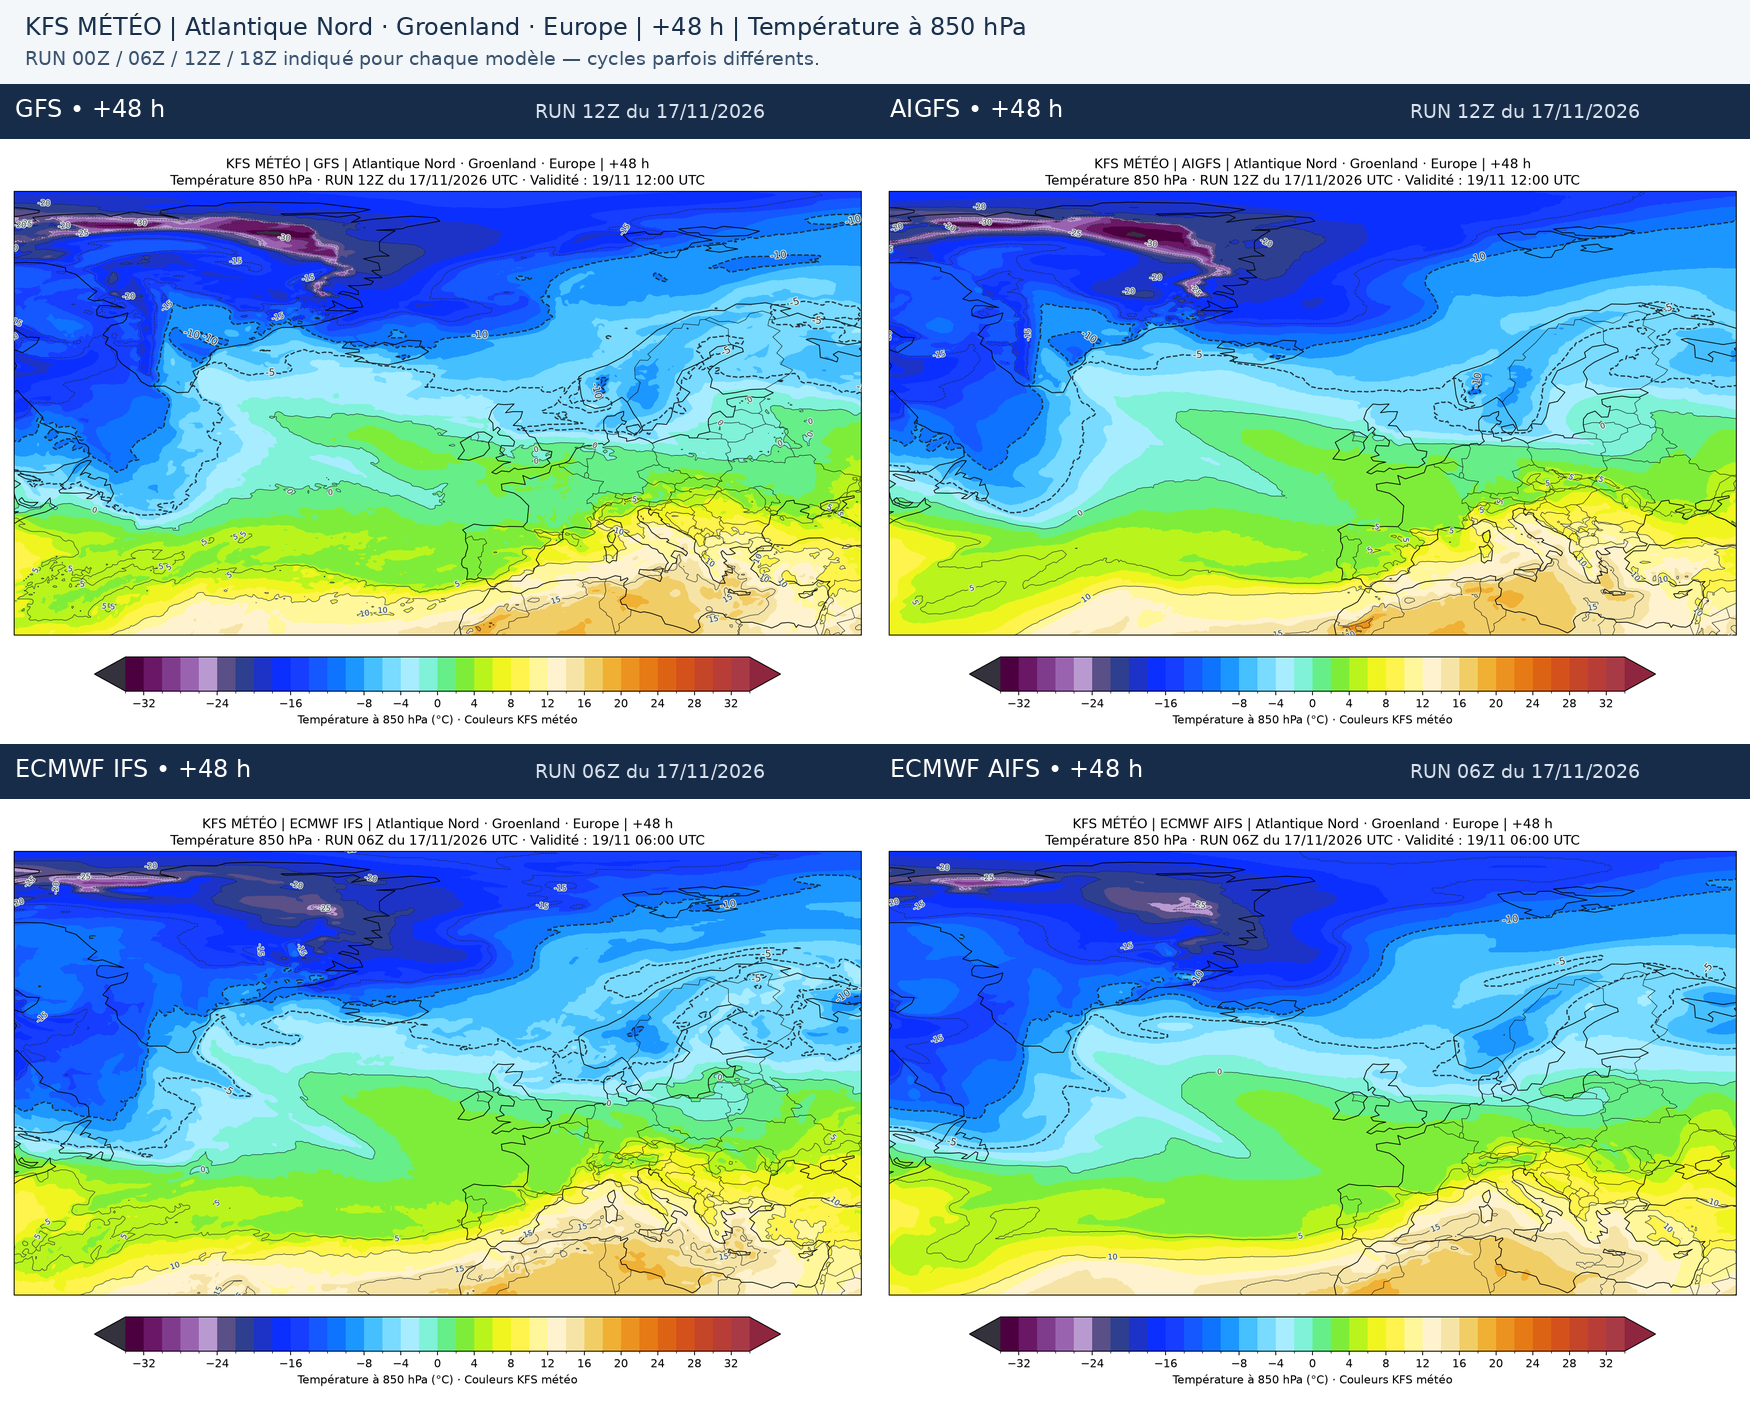 KFS MÉTÉO | Atlantique Nord · Groenland · Europe | +48 h | Température à 850 hPa
RUN 00Z / 06Z / 12Z / 18Z indiqué pour chaque modèle — cycles parfois différents.
GFS • +48 h
RUN 12Z du 17/11/2026
AIGFS • +48 h
RUN 12Z du 17/11/2026
KFS MÉTÉO | GFS | Atlantique Nord · Groenland · Europe | +48 h
Température 850 hPa · RUN 12Z du 17/11/2026 UTC · Validité : 19/11 12:00 UTC
KFS MÉTÉO | AIGFS | Atlantique Nord · Groenland · Europe | +48 h
Température 850 hPa · RUN 12Z du 17/11/2026 UTC · Validité : 19/11 12:00 UTC
−32 −24 −16 −8 −4 0 4 8 12 16 20 24 28 32
Température à 850 hPa (°C) · Couleurs KFS météo
−32 −24 −16 −8 −4 0 4 8 12 16 20 24 28 32
Température à 850 hPa (°C) · Couleurs KFS météo
ECMWF IFS • +48 h
RUN 06Z du 17/11/2026
ECMWF AIFS • +48 h
RUN 06Z du 17/11/2026
KFS MÉTÉO | ECMWF IFS | Atlantique Nord · Groenland · Europe | +48 h
Température 850 hPa · RUN 06Z du 17/11/2026 UTC · Validité : 19/11 06:00 UTC
KFS MÉTÉO | ECMWF AIFS | Atlantique Nord · Groenland · Europe | +48 h
Température 850 hPa · RUN 06Z du 17/11/2026 UTC · Validité : 19/11 06:00 UTC
−32 −24 −16 −8 −4 0 4 8 12 16 20 24 28 32
Température à 850 hPa (°C) · Couleurs KFS météo
−32 −24 −16 −8 −4 0 4 8 12 16 20 24 28 32
Température à 850 hPa (°C) · Couleurs KFS météo